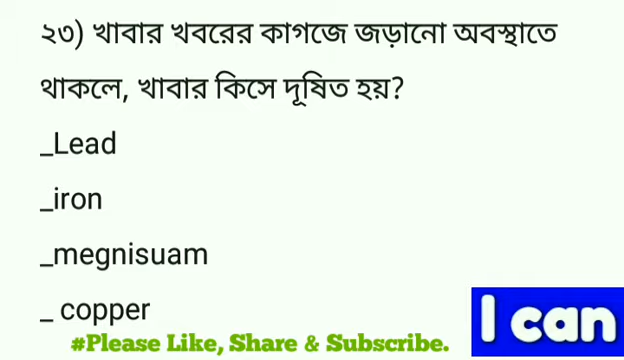 ২৩) খাবার খবরের কাগজে জড়ানো অবস্থাতে
থাকলে, খাবার কিসে দূষিত হয়?
_Lead
_iron
_megnisuam
_ copper
I can
#Please Like, Share & Subscribe.